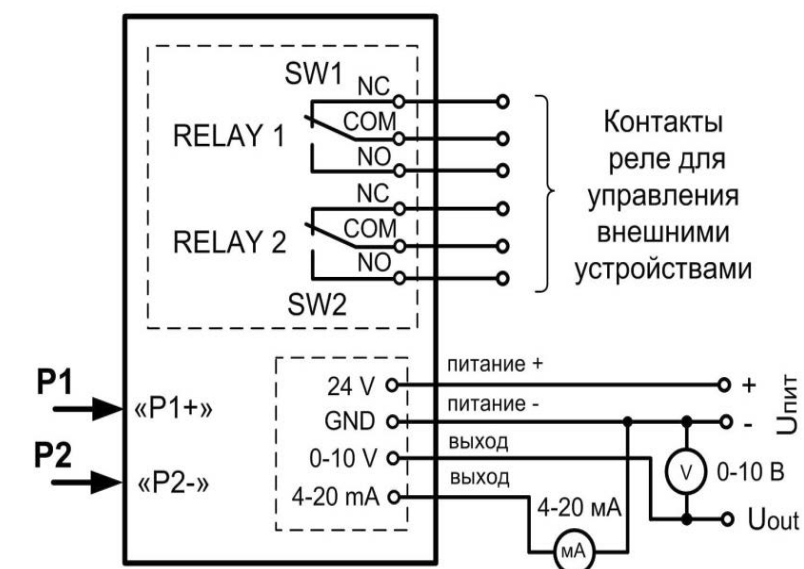 SW1
RELAY 1
NC
COM
NO
RELAY 2
NC
COM
NO
SW2
Контакты
реле для
управления
внешними
устройствами
P1
«P1+»
P2
«P2-»
24 V
GND
0-10 V
4-20 mA
питание +
питание -
выход
выход
+
-
Uпит
V
0-10 В
4-20 мА
мА
Uout